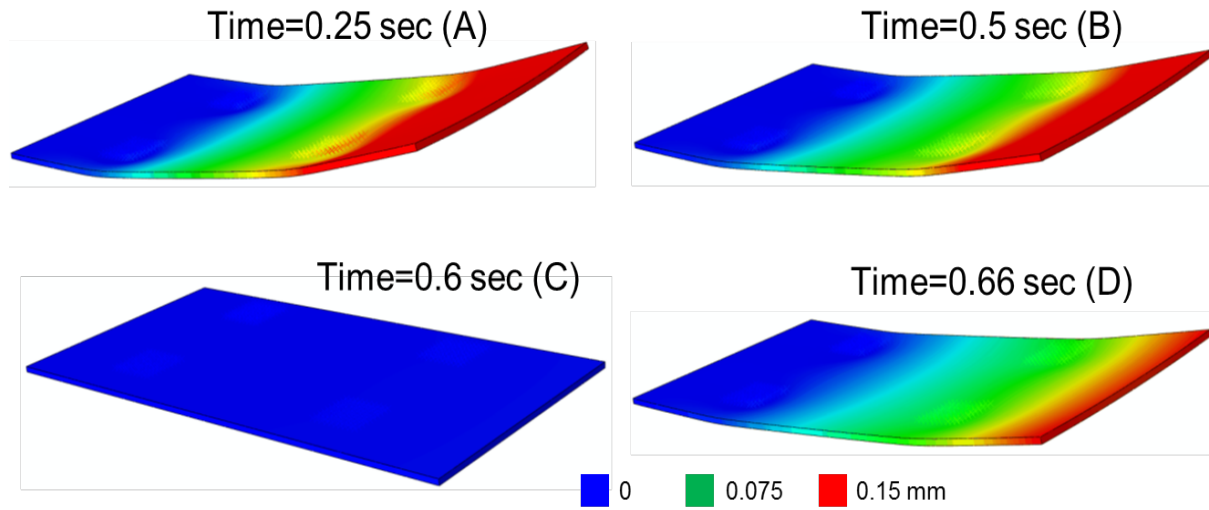 Time=0.25 sec (A)
Time=0.5 sec (B)
Time=0.6 sec (C)
Time=0.66 sec (D)
0 0.075 0.15 mm